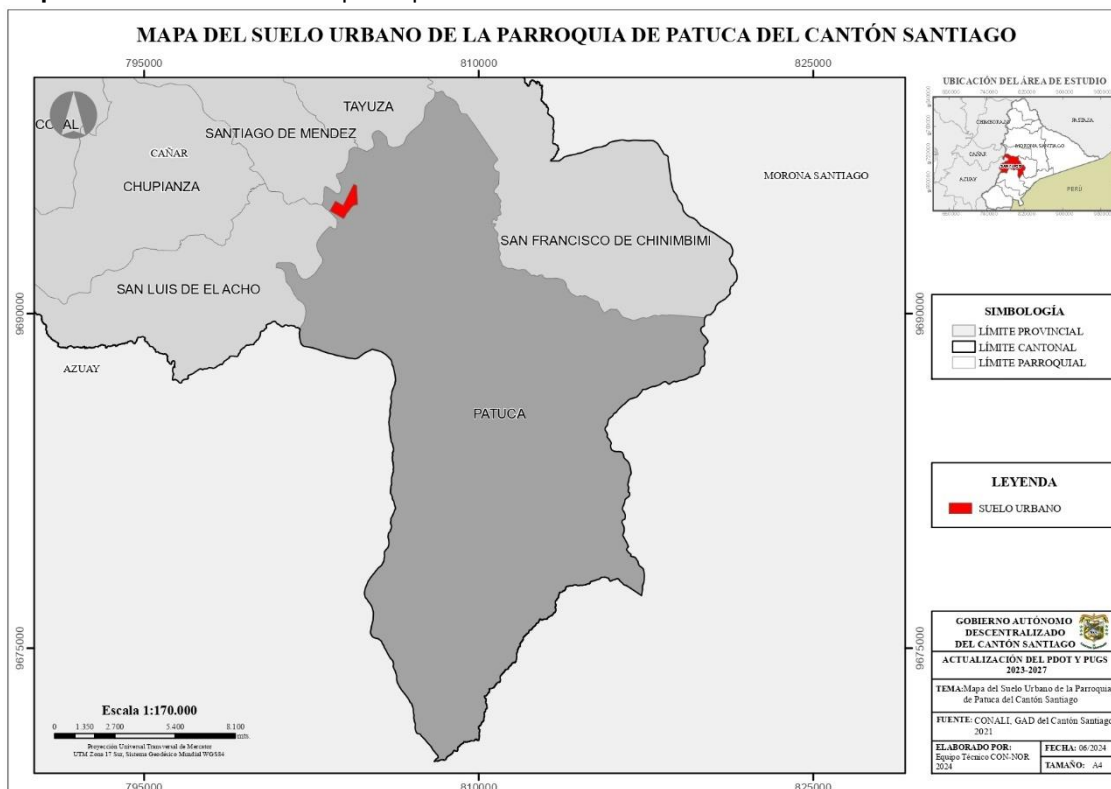 MAPA DEL SUELO URBANO DE LA PARROQUIA DE PATUCA DEL CANTÓN SANTIAGO
795000
810000
825000
TAYUZA
SANTIAGO DE MENDEZ
CAÑAR
CHUPIANZA
MORONA SANTIAGO
SAN FRANCISCO DE CHINIMBIMI
SAN LUIS DE EL ACHO
9690000
9690000
AZUAY
PATUCA
9675000
9675000
Escala 1:170.000
0 1.350 2.700 5.400 8.100
mts
Proyección Universal Transversal de Mercator
UTM Zona 17 Sur, Sistema Geodésico Mundial WGS84
795000
810000
825000
UBICACIÓN DEL ÁREA DE ESTUDIO
CHIMBORAZO
PASTAZA
CAÑAR
MORONA SANTIAGO
AZUAY
PERÚ
SIMBOLOGÍA
LÍMITE PROVINCIAL
LÍMITE CANTONAL
LÍMITE PARROQUIAL
LEYENDA
SUELO URBANO
GOBIERNO AUTÓNOMO
DESCENTRALIZADO
DEL CANTÓN SANTIAGO
ACTUALIZACIÓN DEL PDOT Y PUGS
2023-2027
TEMA:Mapa del Suelo Urbano de la Parroquia
de Patuca del Cantón Santiago
FUENTE: CONALI, GAD del Cantón Santiago
2021
ELABORADO POR:
Equipo Técnico CON-NOR
2024
FECHA: 06/2024
TAMAÑO: A4